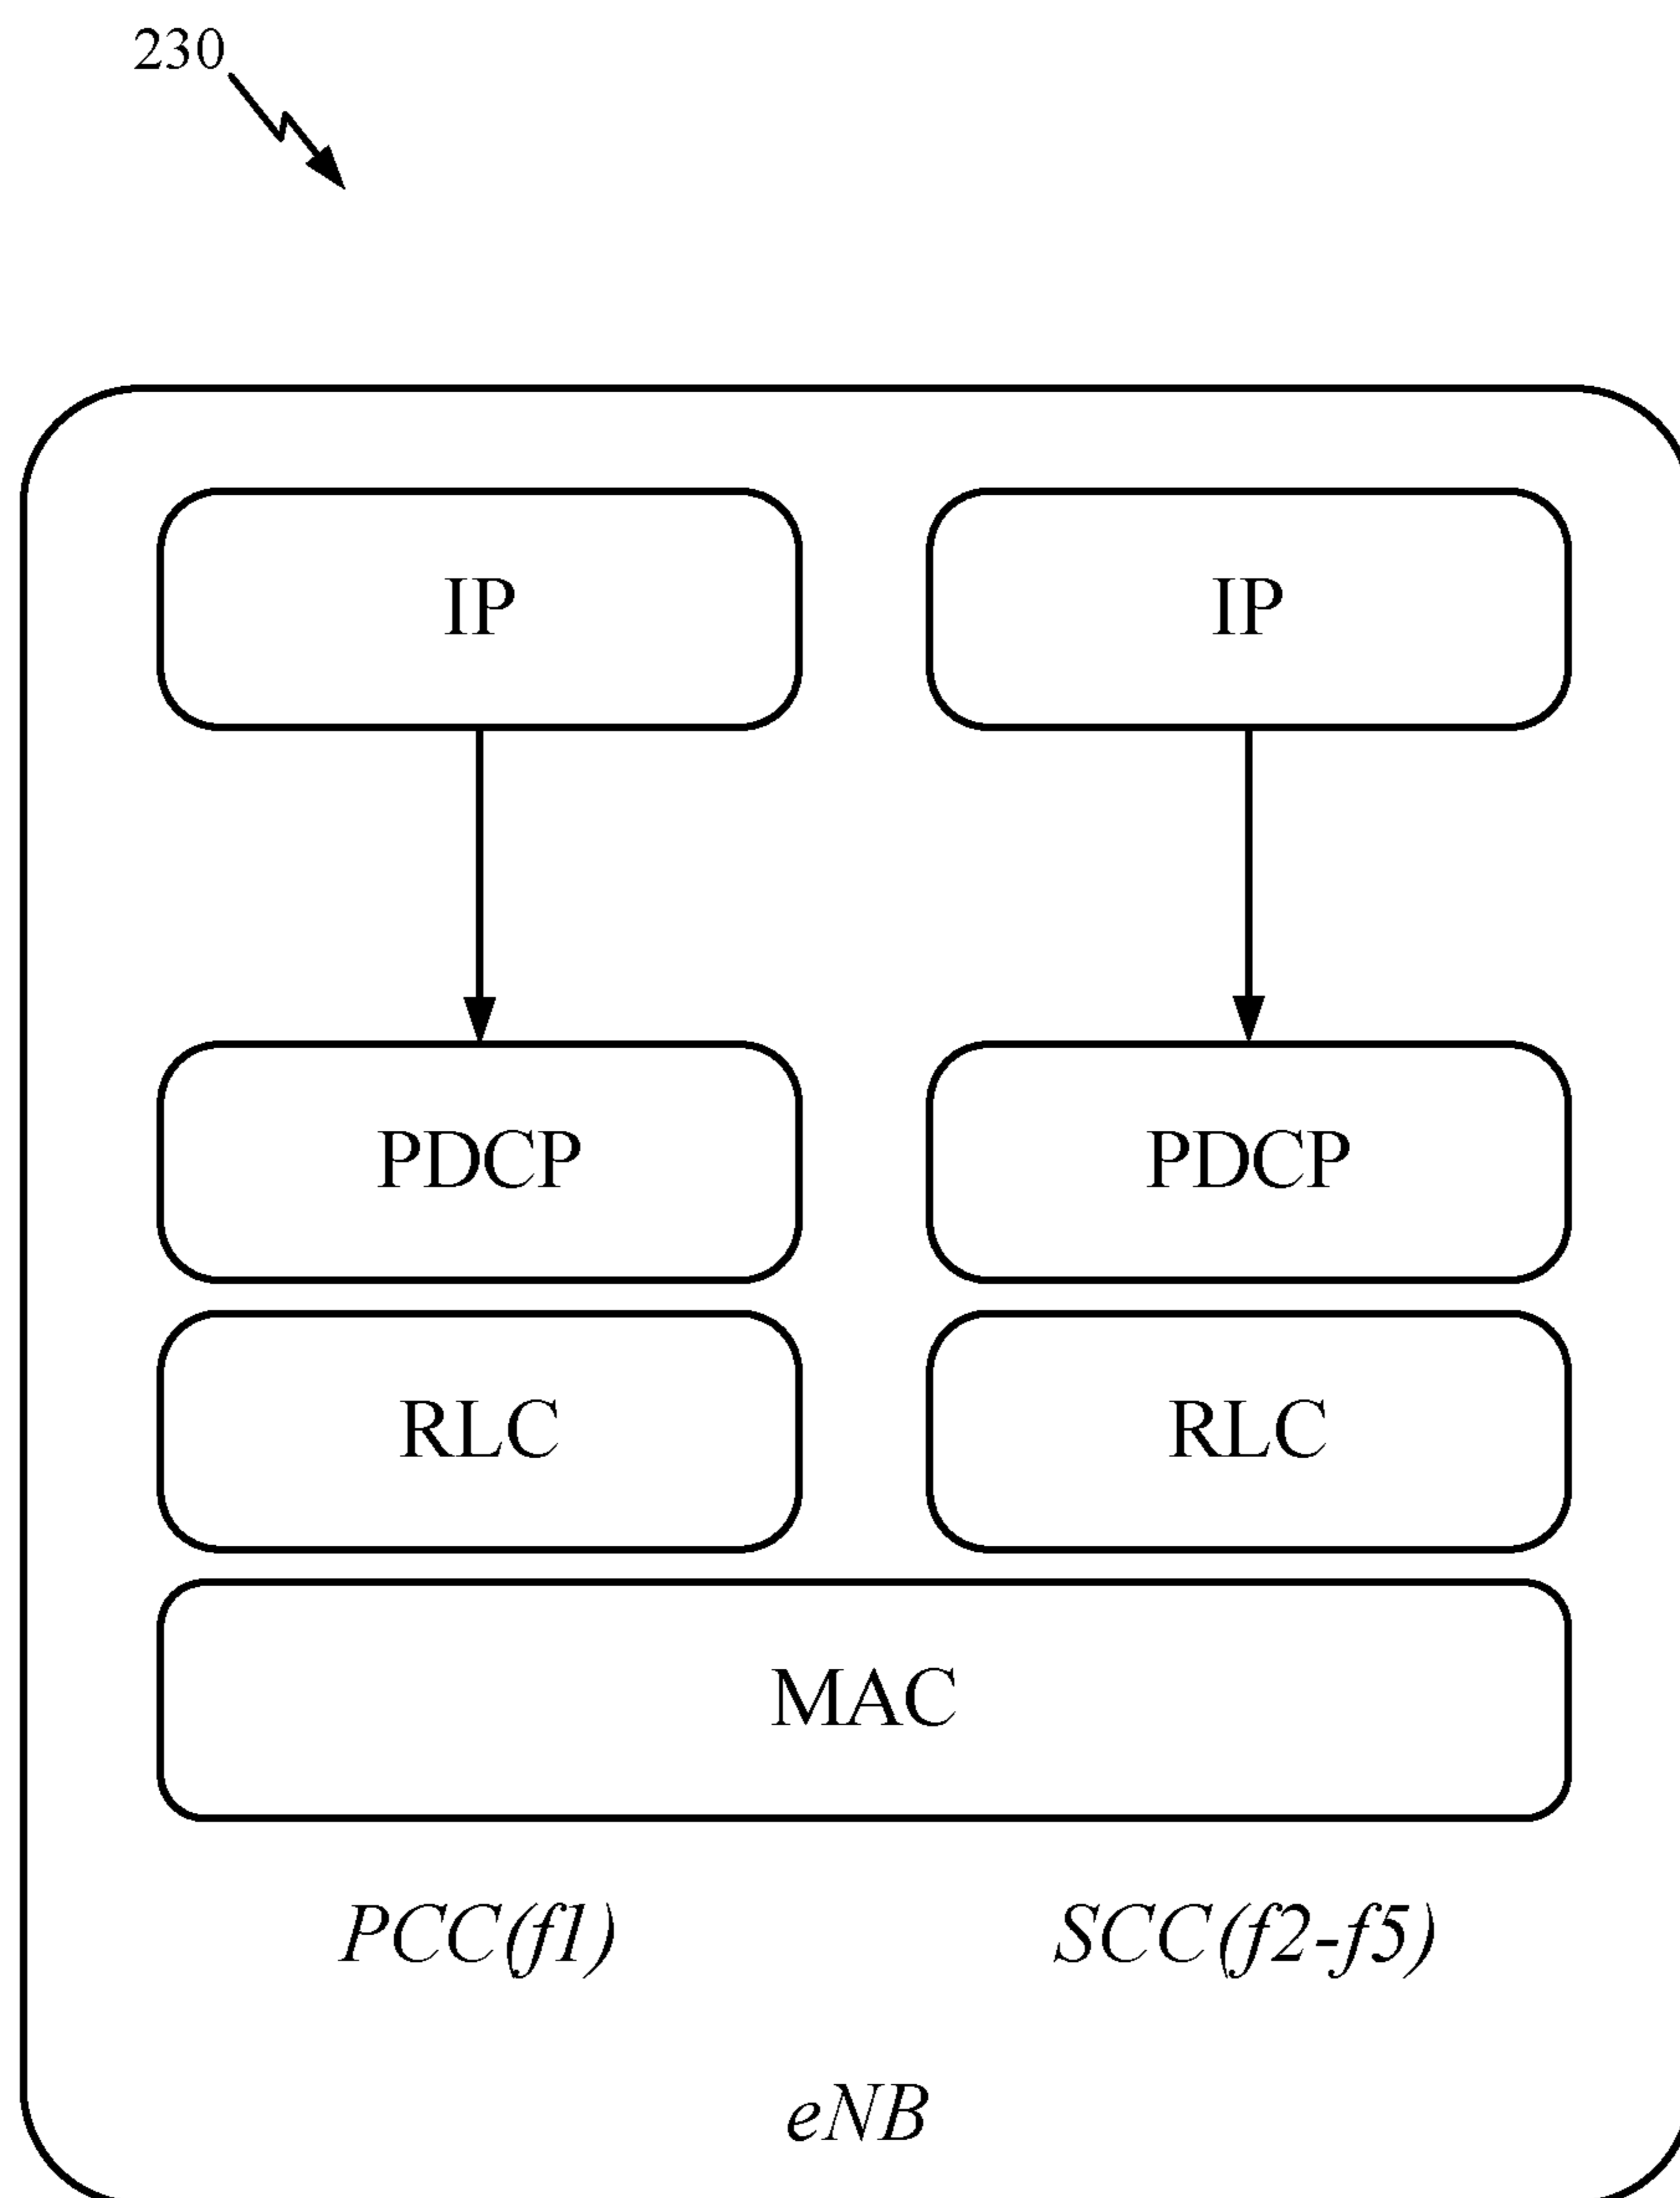 230
IP
IP
PDCP
PDCP
RLC
RLC
MAC
PCC(f1)
SCC(f2-f5)
eNB